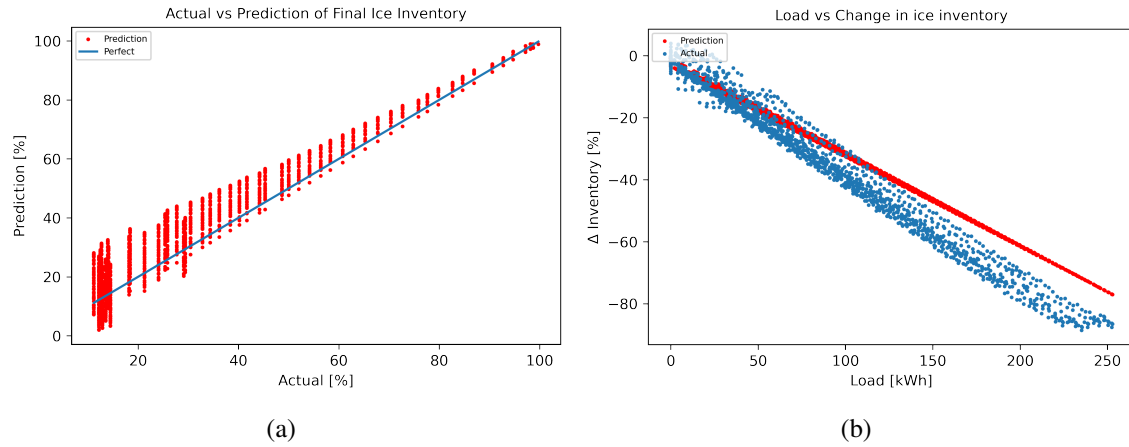 Actual vs Prediction of Final Ice Inventory
Prediction
Perfect
100
80
60
40
20
0
Prediction [%]
20
40
60
80
100
Actual [%]
(a)
Load vs Change in ice inventory
Prediction
Actual
0
−20
−40
−60
−80
Δ Inventory [%]
0
50
100
150
200
250
Load [kWh]
(b)